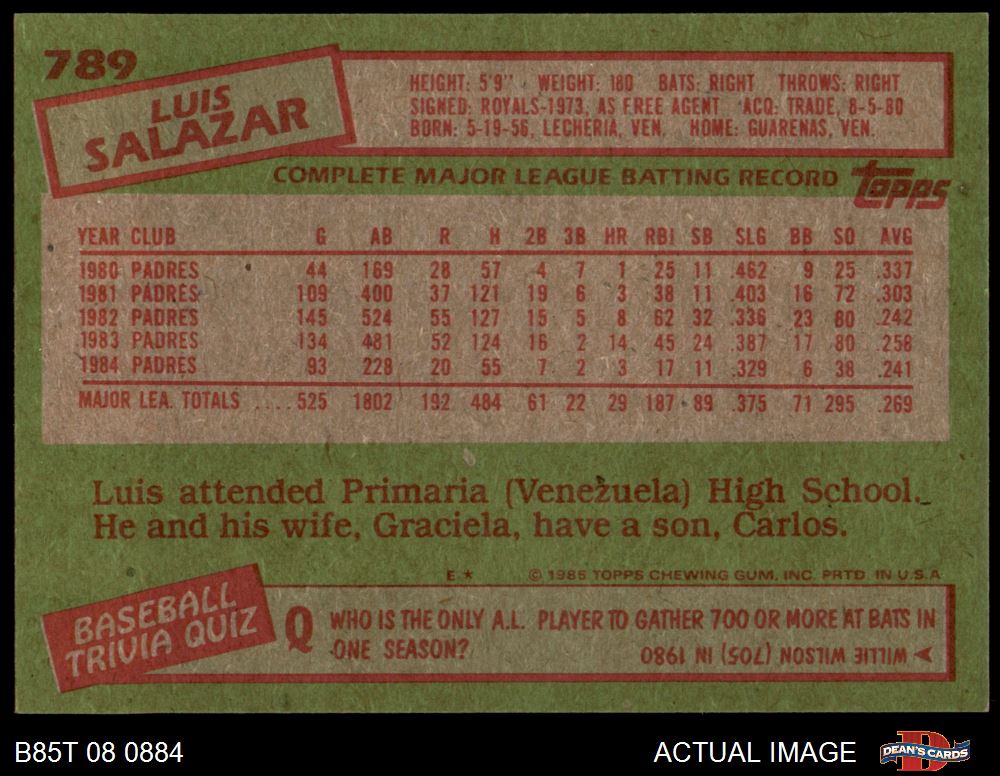 789
LUIS
SALAZAR
HEIGHT: 5'9" WEIGHT: 180 BATS: RIGHT THROWS: RIGHT
SIGNED: ROYALS-1973, AS FREE AGENT ACQ: TRADE, 8-5-80
BORN: 5-19-56, LECHERIA, VEN. HOME: GUARENAS, VEN.
COMPLETE MAJOR LEAGUE BATTING RECORD
topps
YEAR CLUB G AB R H 2B 3B HR RBI SB SLG BB SO AVG
1980 PADRES 44 169 28 57 4 7 1 25 11 .462 9 25 .337
1981 PADRES 109 400 37 121 19 6 3 38 11 .403 16 72 .303
1982 PADRES 145 524 55 127 15 5 8 62 32 .336 23 80 .242
1983 PADRES 134 481 52 124 16 2 14 45 24 .387 17 80 .258
1984 PADRES 93 228 20 55 7 2 3 17 11 .329 6 38 .241
MAJOR LEA. TOTALS .... 525 1802 192 484 61 22 29 187 89 .375 71 295 .269
Luis attended Primaria (Venezuela) High School.
He and his wife, Graciela, have a son, Carlos.
E * © 1985 TOPPS CHEWING GUM, INC. PRTD. IN U.S.A.
BASEBALL
TRIVIA QUIZ
Q WHO IS THE ONLY A.L. PLAYER TO GATHER 700 OR MORE AT BATS IN
ONE SEASON?
WILLIE WILSON (705) IN 1980
B85T 08 0884
ACTUAL IMAGE
D
DEAN'S CARDS